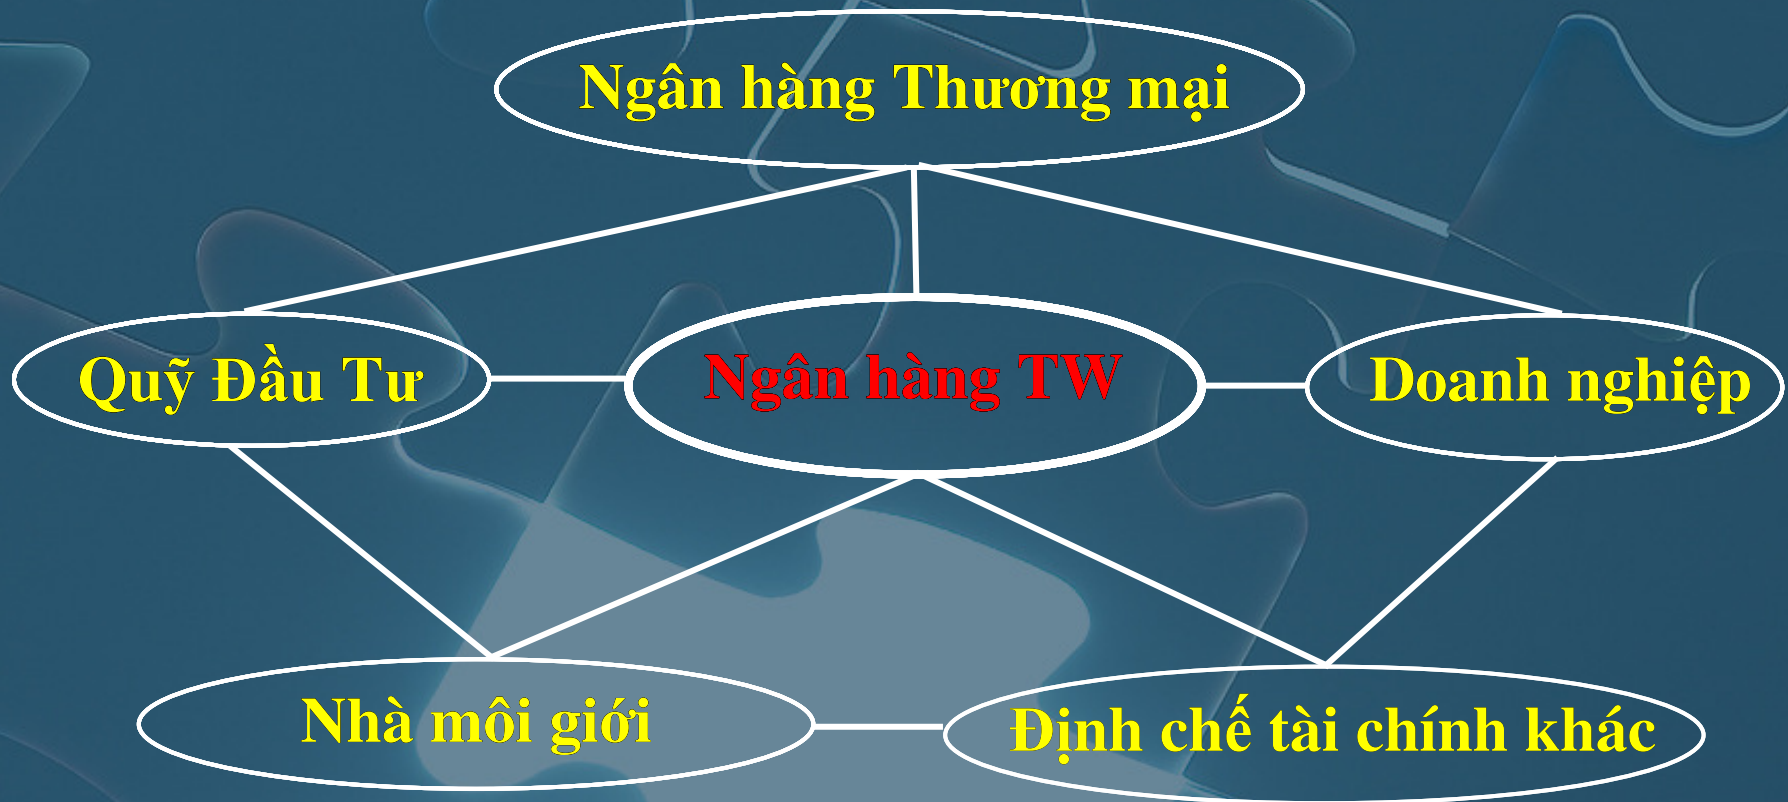 Ngân hàng Thương mại
Quỹ Đầu Tư
Ngân hàng TW
Doanh nghiệp
Nhà môi giới
Định chế tài chính khác